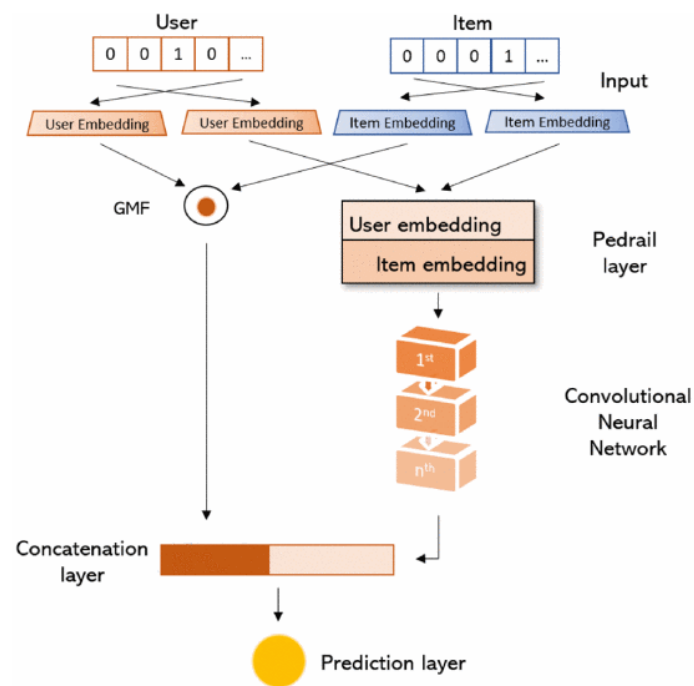 User
Item
0 0 1 0 ...
0 0 0 1 ...
Input
User Embedding
User Embedding
Item Embedding
Item Embedding
GMF
User embedding
Item embedding
Pedrail
layer
1st
2nd
nth
Convolutional
Neural
Network
Concatenation
layer
Prediction layer